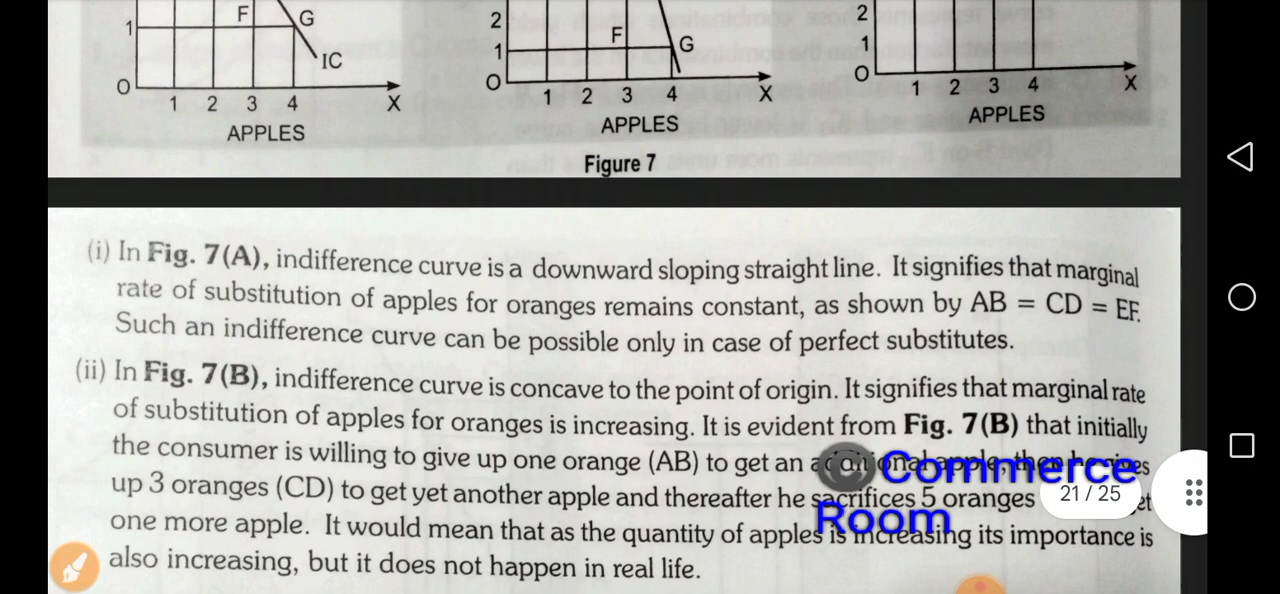 1 F G
IC
O
1 2 3 4 X
APPLES
2
1 F G
O
1 2 3 X
APPLES
2
1
O
1 2 3 4 X
APPLES
Figure 7
(i) In Fig. 7(A), indifference curve is a downward sloping straight line. It signifies that marginal
rate of substitution of apples for oranges remains constant, as shown by AB = CD = EF.
Such an indifference curve can be possible only in case of perfect substitutes.
(ii) In Fig. 7(B), indifference curve is concave to the point of origin. It signifies that marginal rate
of substitution of apples for oranges is increasing. It is evident from Fig. 7(B) that initially
the consumer is willing to give up one orange (AB) to get an
up 3 oranges (CD) to get yet another apple and thereafter he sacrifices 5 oranges
one more apple. It would mean that as the quantity of apples is increasing its importance is
also increasing, but it does not happen in real life.
Commerce
Room
21 / 25